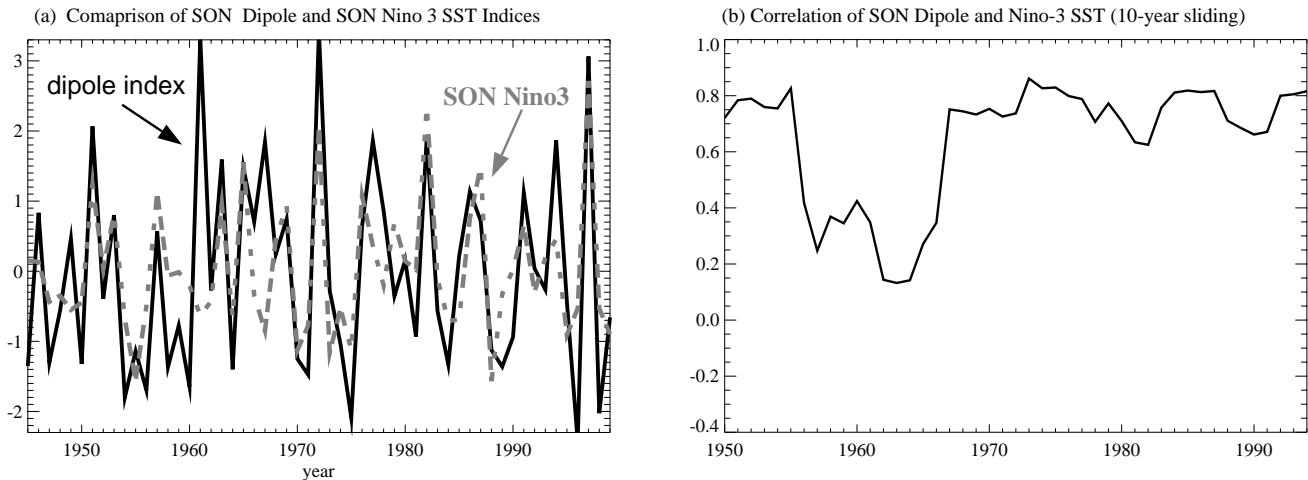 (a) Comaprison of SON Dipole and SON Nino 3 SST Indices
3
2
1
0
-1
-2
dipole index
SON Nino3
1950 1960 1970 1980 1990
year
(b) Correlation of SON Dipole and Nino-3 SST (10-year sliding)
1.0
0.8
0.6
0.4
0.2
0.0
-0.2
-0.4
1950 1960 1970 1980 1990